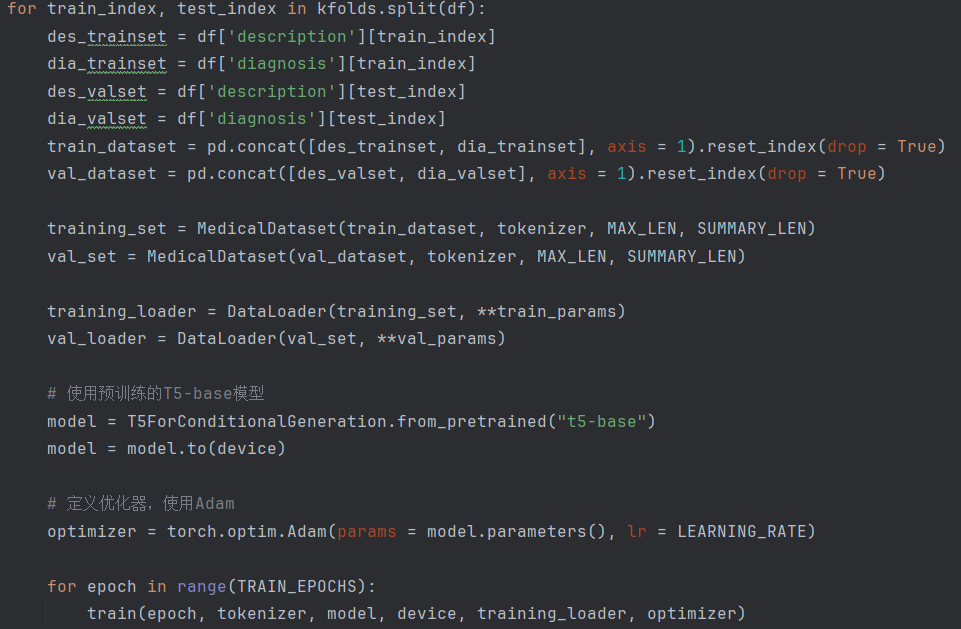 for train_index, test_index in kfolds.split(df):
    des_trainset = df['description'][train_index]
    dia_trainset = df['diagnosis'][train_index]
    des_valset = df['description'][test_index]
    dia_valset = df['diagnosis'][test_index]
    train_dataset = pd.concat([des_trainset, dia_trainset], axis = 1).reset_index(drop = True)
    val_dataset = pd.concat([des_valset, dia_valset], axis = 1).reset_index(drop = True)

    training_set = MedicalDataset(train_dataset, tokenizer, MAX_LEN, SUMMARY_LEN)
    val_set = MedicalDataset(val_dataset, tokenizer, MAX_LEN, SUMMARY_LEN)

    training_loader = DataLoader(training_set, **train_params)
    val_loader = DataLoader(val_set, **val_params)

    # 使用预训练的T5-base模型
    model = T5ForConditionalGeneration.from_pretrained("t5-base")
    model = model.to(device)

    # 定义优化器，使用Adam
    optimizer = torch.optim.Adam(params = model.parameters(), lr = LEARNING_RATE)

    for epoch in range(TRAIN_EPOCHS):
        train(epoch, tokenizer, model, device, training_loader, optimizer)